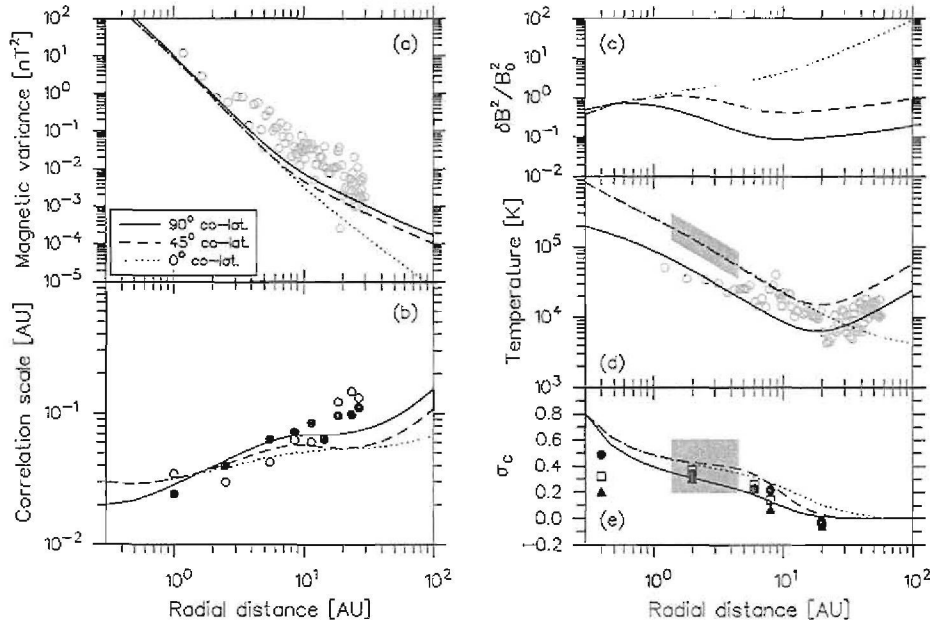 (a)
Magnetic variance [nT²]
10²
10¹
10⁰
10⁻¹
10⁻²
10⁻³
10⁻⁴
10⁻⁵
90° co-lat.
45° co-lat.
0° co-lat.
(b)
Correlation scale [AU]
10⁻¹
10⁻²
10⁰
10¹
10²
Radial distance [AU]
(c)
δB²/B₀²
10²
10¹
10⁰
10⁻¹
10⁻²
(d)
Temperature [K]
10⁵
10⁴
10³
(e)
σc
0.8
0.6
0.4
0.2
0.0
-0.2
10⁰
10¹
10²
Radial distance [AU]